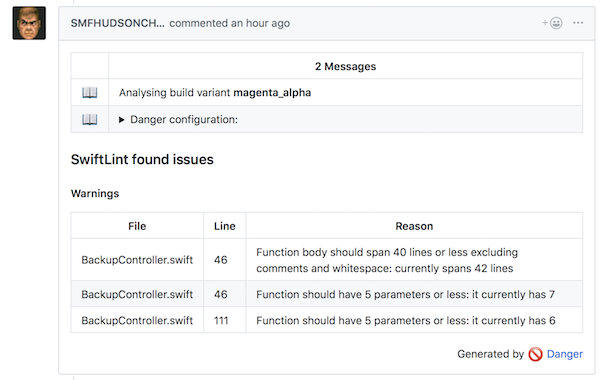 SMFHUDSONCH... commented an hour ago
2 Messages
Analysing build variant magenta_alpha
Danger configuration:
SwiftLint found issues
Warnings
File Line Reason
BackupController.swift 46 Function body should span 40 lines or less excluding
comments and whitespace: currently spans 42 lines
BackupController.swift 46 Function should have 5 parameters or less: it currently has 7
BackupController.swift 111 Function should have 5 parameters or less: it currently has 6
Generated by Danger